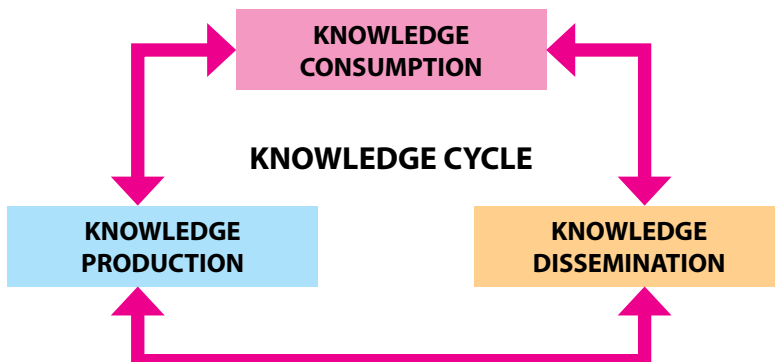 KNOWLEDGE
CONSUMPTION
KNOWLEDGE CYCLE
KNOWLEDGE
PRODUCTION
KNOWLEDGE
DISSEMINATION